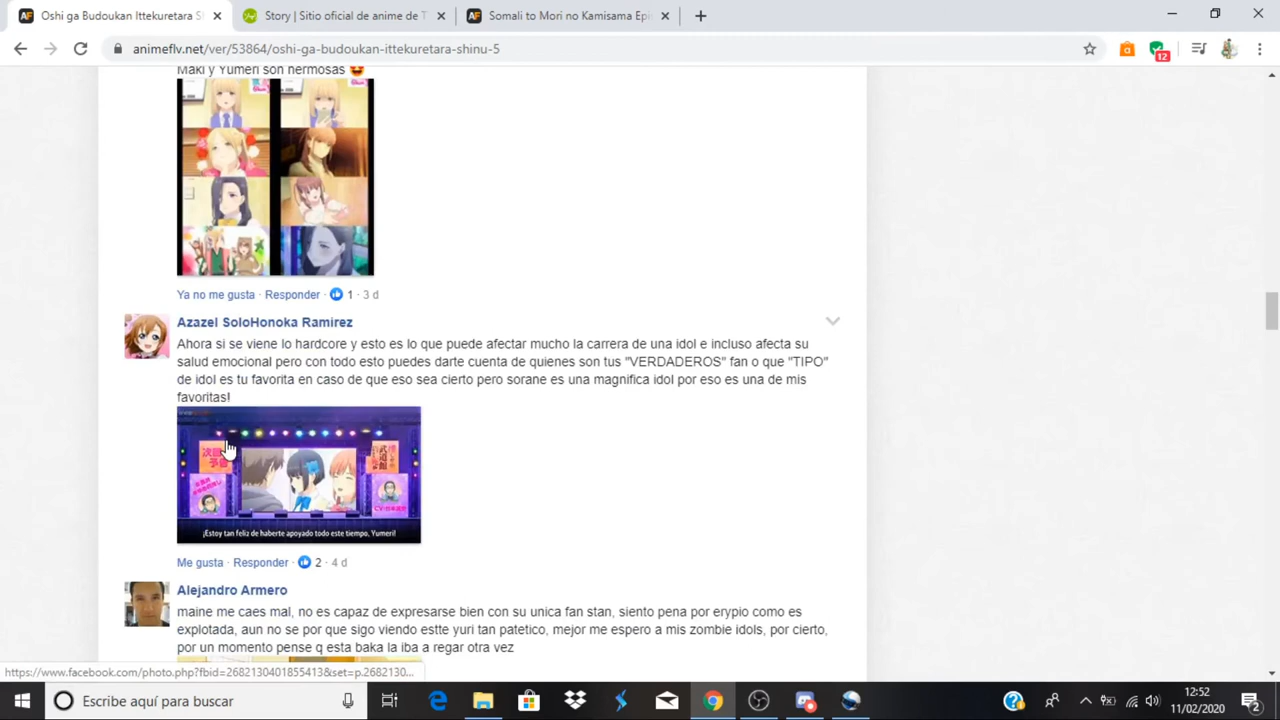 Oshi ga Budoukan Ittekuretara S
Story | Sitio oficial de anime de T
Somali to Mori no Kamisama Epi
animeflv.net/ver/53864/oshi-ga-budoukan-ittekuretara-shinu-5
12
Maki y Yumeri son hermosas
Ya no me gusta · Responder · 1 · 3 d
Azazel SoloHonoka Ramirez
Ahora si se viene lo hardcore y esto es lo que puede afectar mucho la carrera de una idol e incluso afecta su
salud emocional pero con todo esto puedes darte cuenta de quienes son tus "VERDADEROS" fan o que "TIPO"
de idol es tu favorita en caso de que eso sea cierto pero sorane es una magnifica idol por eso es una de mis
favoritas!
次回
予告
武道館
¡Estoy tan feliz de haberte apoyado todo este tiempo, Yumeri!
Me gusta · Responder · 2 · 4 d
Alejandro Armero
maine me caes mal, no es capaz de expresarse bien con su unica fan stan, siento pena por erypio como es
explotada, aun no se por que sigo viendo estte yuri tan patetico, mejor me espero a mis zombie idols, por cierto,
por un momento pense q esta baka la iba a regar otra vez
https://www.facebook.com/photo.php?fbid=2682130401855413&set=p.2682130...
Escribe aquí para buscar
12:52
11/02/2020
2